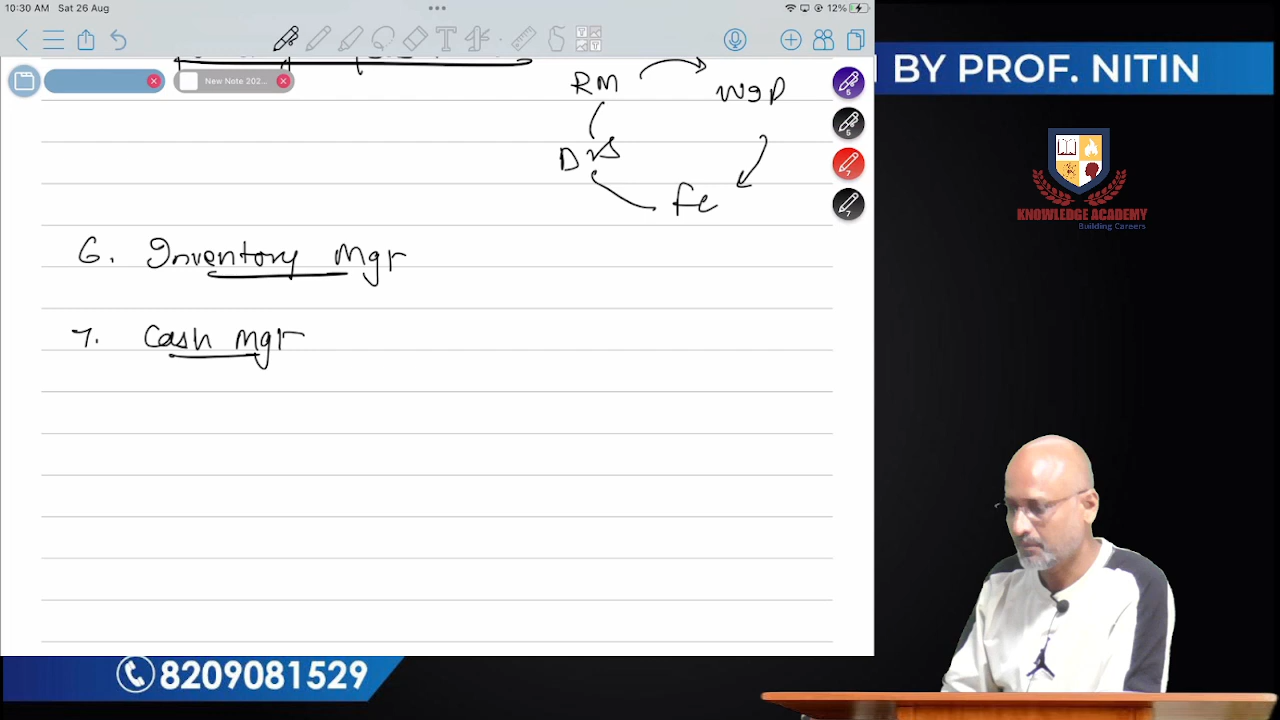 10:30 AM Sat 26 Aug
12%
New Note 202...
BY PROF. NITIN
RM
WIP
Drs
FG
KNOWLEDGE ACADEMY
Building Careers
6. Inventory Mgr
7. Cash Mgr
8209081529